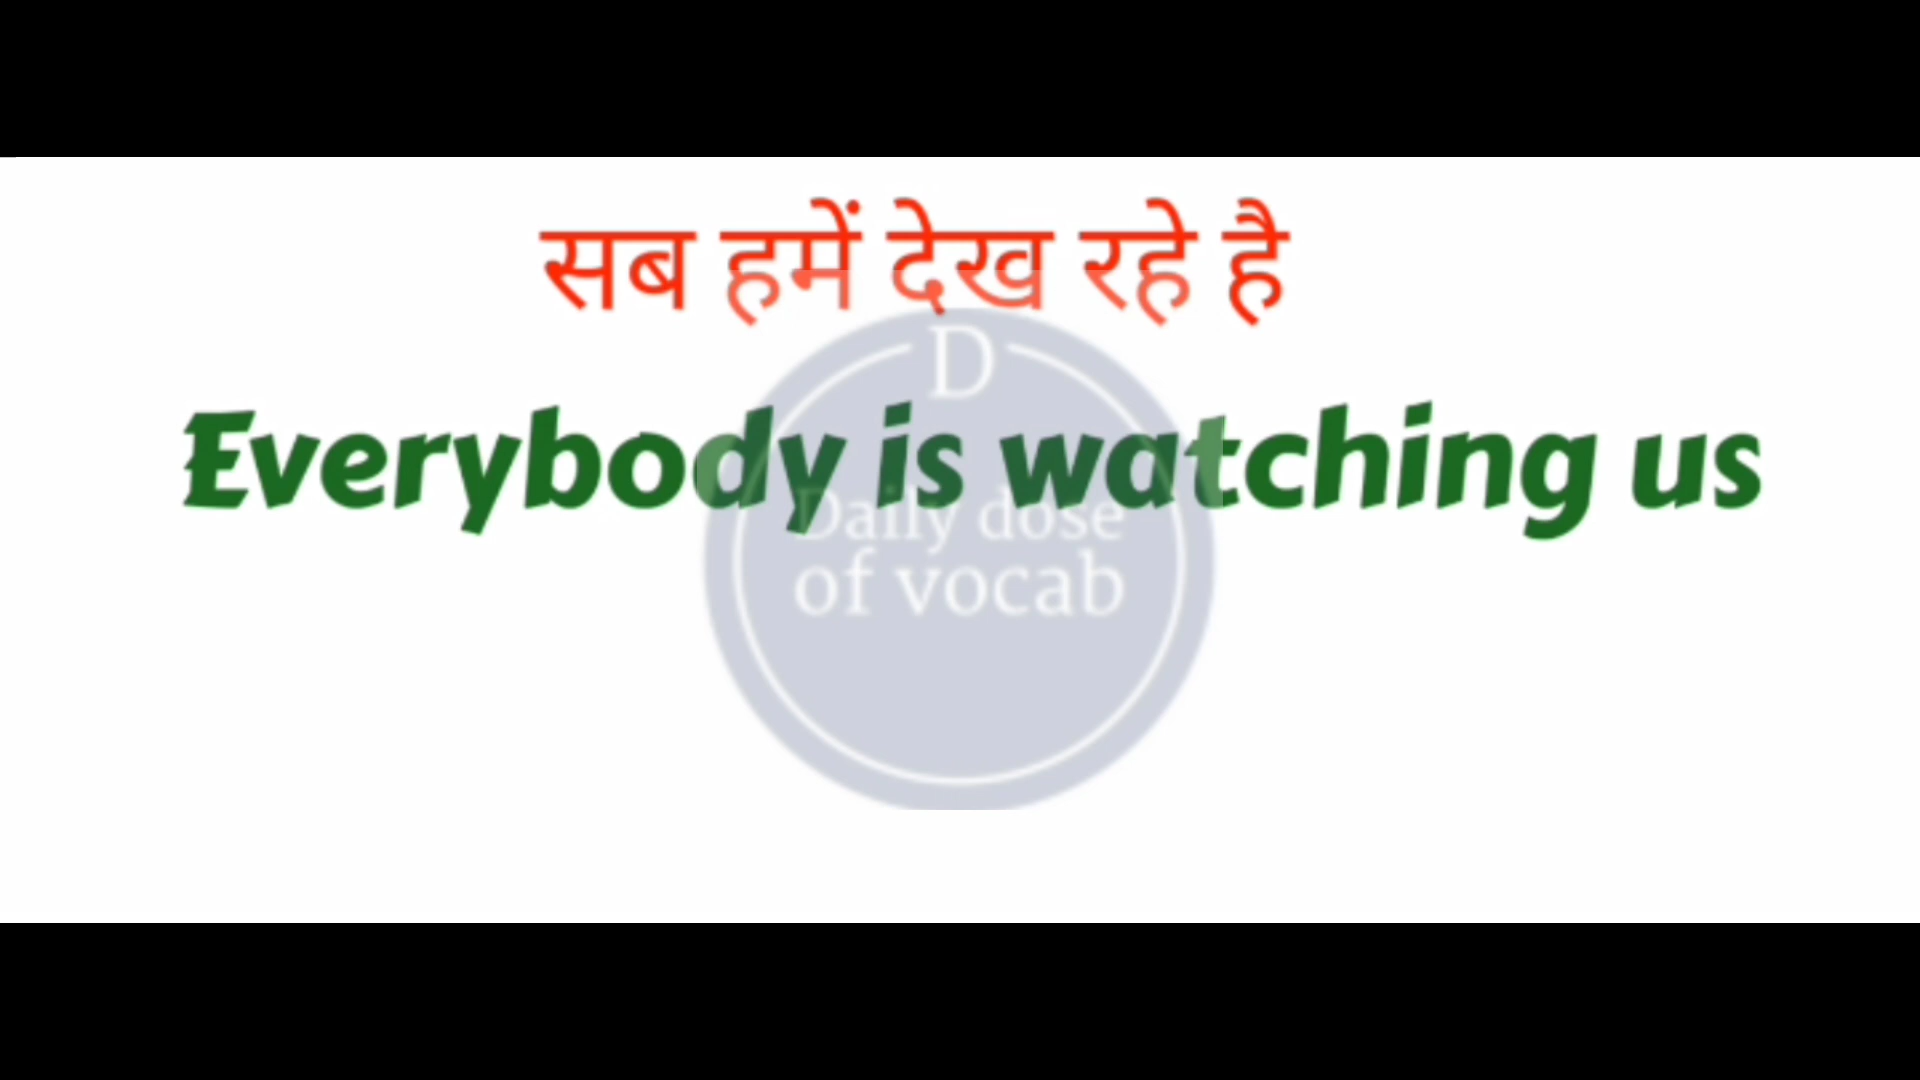 सब हमें देख रहे है
D
Everybody is watching us
Daily dose
of vocab